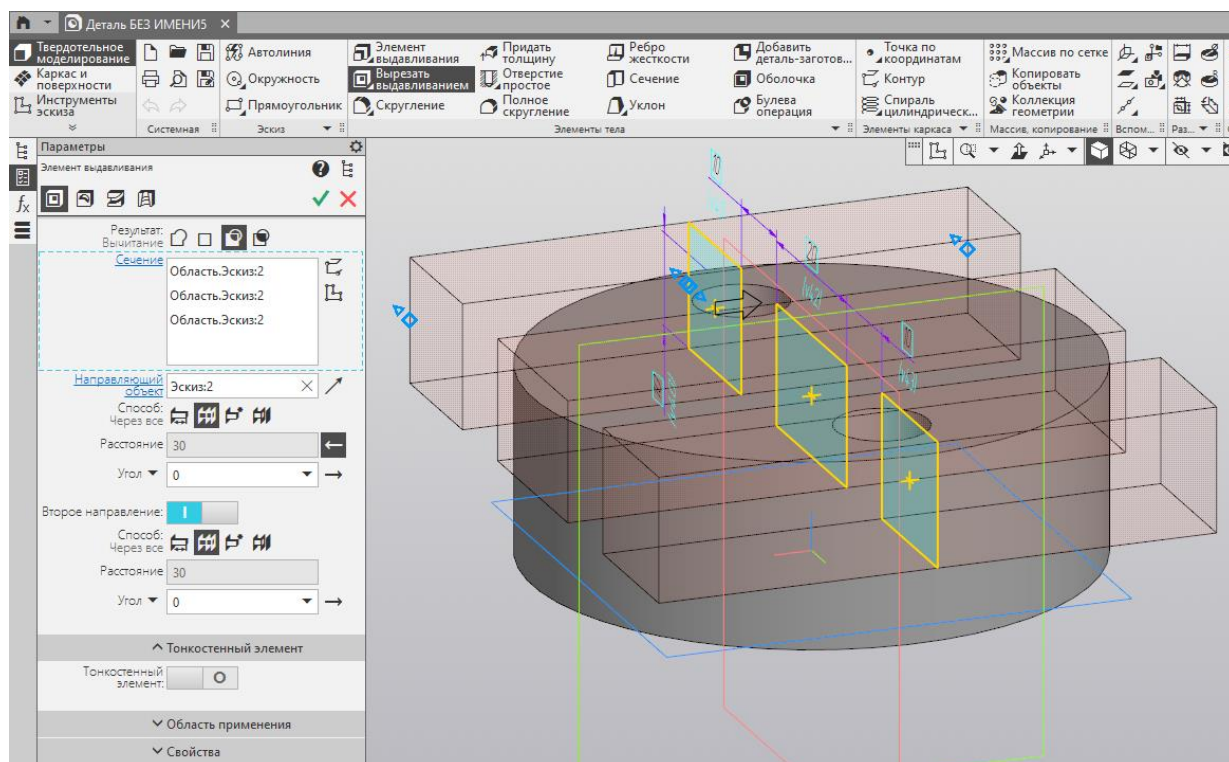 Деталь БЕЗ ИМЕНИ5
Твердотельное моделирование
Каркас и поверхности
Инструменты эскиза
Системная
Автолиния
Окружность
Прямоугольник
Эскиз
Элемент выдавливания
Вырезать выдавливанием
Скругление
Придать толщину
Отверстие простое
Полное скругление
Ребро жесткости
Сечение
Уклон
Добавить деталь-заготов...
Оболочка
Булева операция
Элементы тела
Точка по координатам
Контур
Спираль цилиндрическ...
Элементы каркаса
Массив по сетке
Копировать объекты
Коллекция геометрии
Массив, копирование
Вспом...
Раз...
Параметры
Элемент выдавливания
Результат: Вычитание
Сечение
Область.Эскиз:2
Область.Эскиз:2
Область.Эскиз:2
Направляющий объект
Эскиз:2
Способ: Через все
Расстояние 30
Угол 0
Второе направление:
Способ: Через все
Расстояние 30
Угол 0
Тонкостенный элемент
Тонкостенный элемент:
Область применения
Свойства